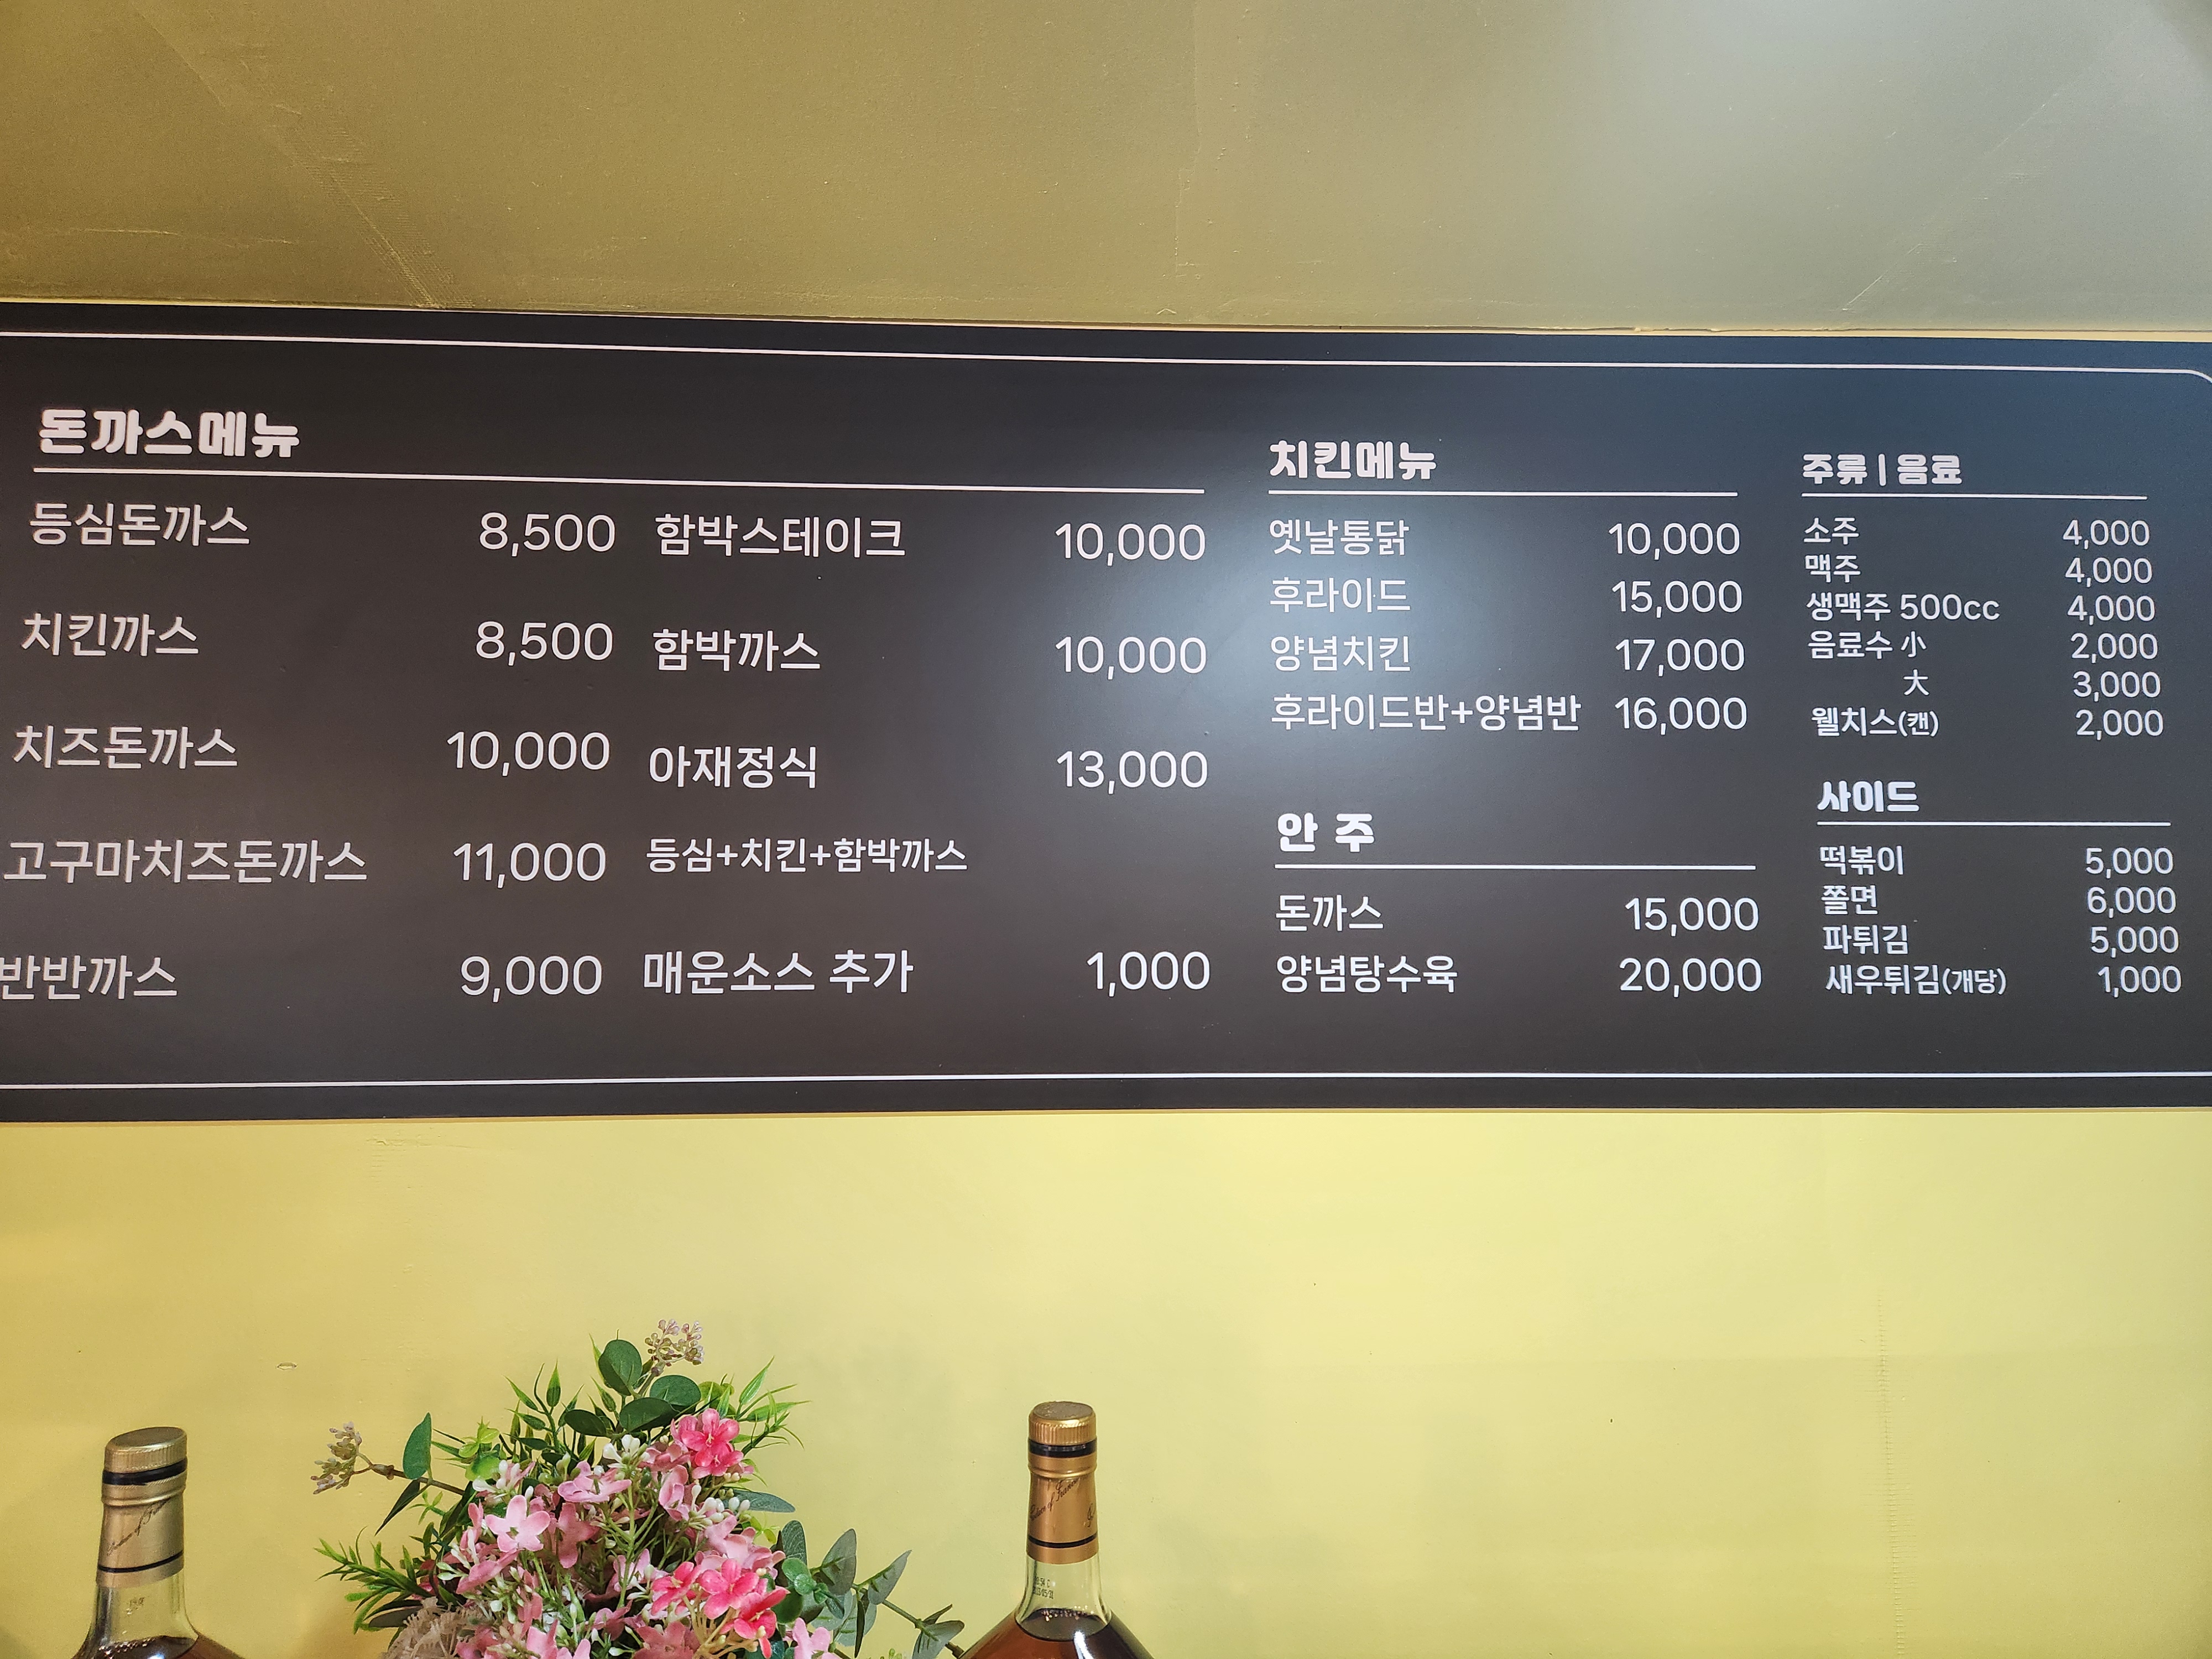 돈까스메뉴
등심돈까스 8,500
치킨까스 8,500
치즈돈까스 10,000
고구마치즈돈까스 11,000
반반까스 9,000
함박스테이크 10,000
함박까스 10,000
아재정식 13,000
등심+치킨+함박까스
매운소스 추가 1,000
치킨메뉴
옛날통닭 10,000
후라이드 15,000
양념치킨 17,000
후라이드반+양념반 16,000
안 주
돈까스 15,000
양념탕수육 20,000
주류 | 음료
소주 4,000
맥주 4,000
생맥주 500cc 4,000
음료수 小 2,000
大 3,000
웰치스(캔) 2,000
사이드
떡볶이 5,000
쫄면 6,000
파튀김 5,000
새우튀김(개당) 1,000